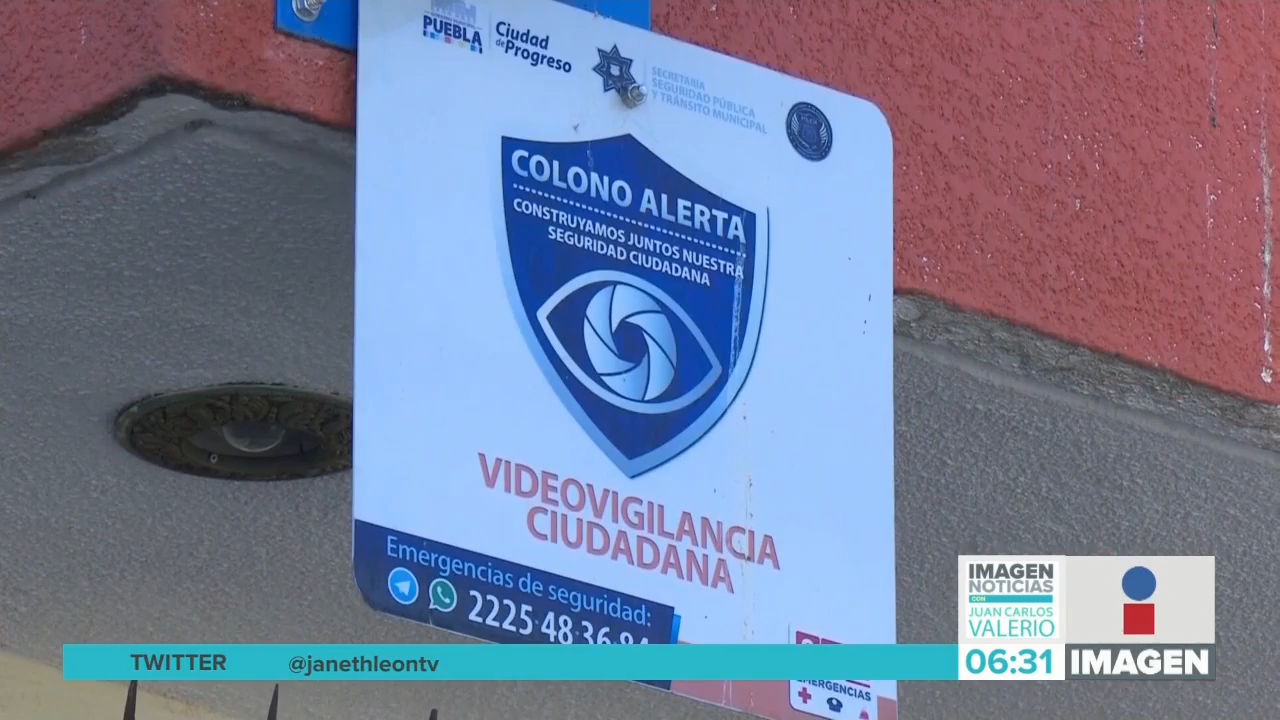 PUEBLA
Ciudad
de Progreso
SECRETARÍA
SEGURIDAD PÚBLICA
Y TRÁNSITO MUNICIPAL
COLONO ALERTA
CONSTRUYAMOS JUNTOS NUESTRA
SEGURIDAD CIUDADANA
VIDEOVIGILANCIA
CIUDADANA
Emergencias de seguridad:
2225 48 36 84
EMERGENCIAS
IMAGEN
NOTICIAS
CON
JUAN CARLOS
VALERIO
TWITTER @janethleontv
06:31 IMAGEN